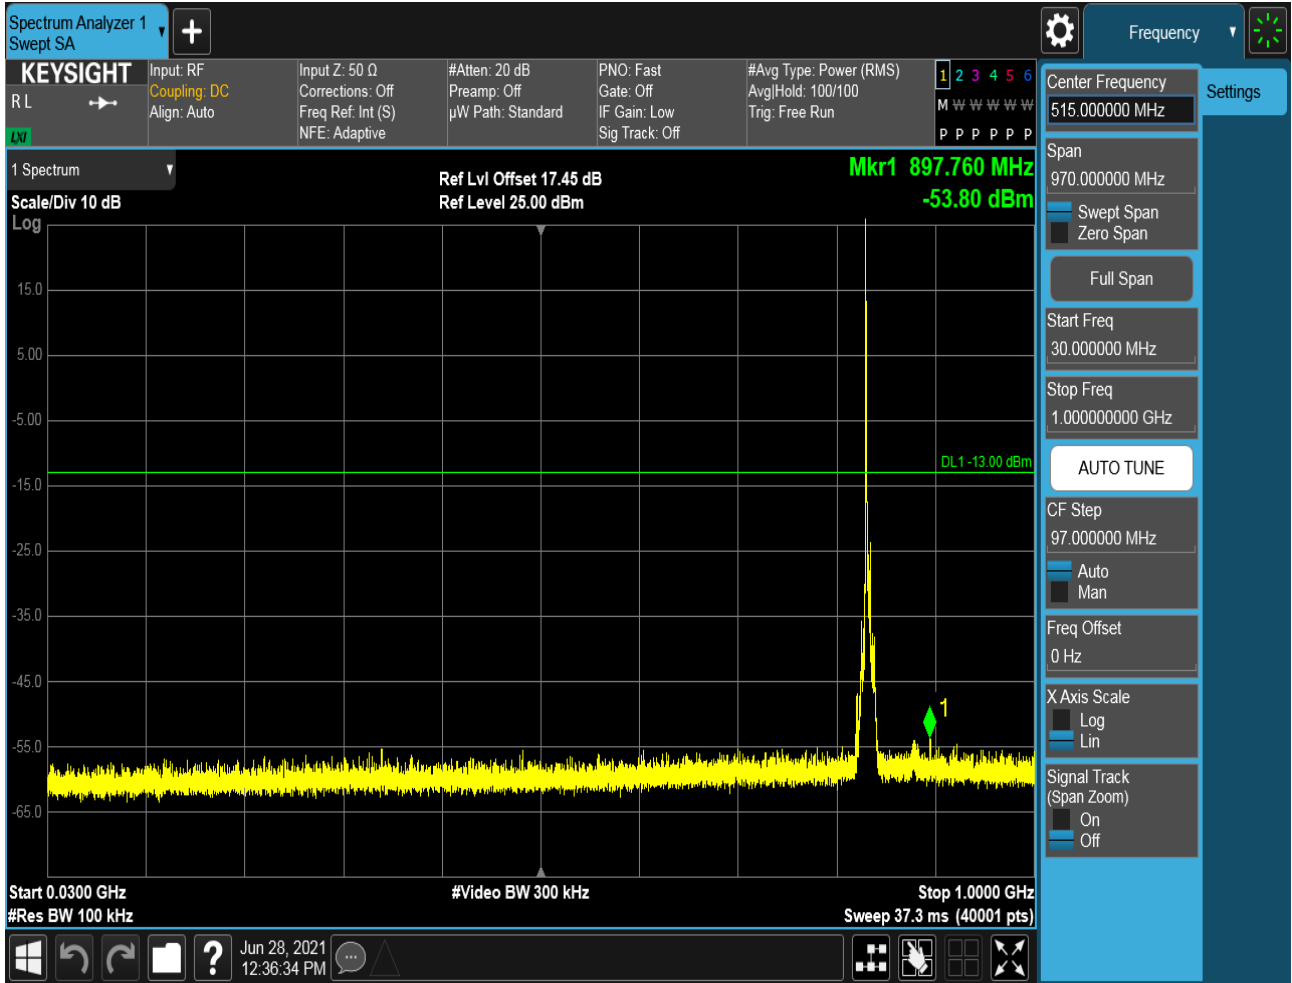 Spectrum Analyzer 1
Swept SA
Frequency
KEYSIGHT
R L
LXI
Input: RF
Coupling: DC
Align: Auto
Input Z: 50 Ω
Corrections: Off
Freq Ref: Int (S)
NFE: Adaptive
#Atten: 20 dB
Preamp: Off
µW Path: Standard
PNO: Fast
Gate: Off
IF Gain: Low
Sig Track: Off
#Avg Type: Power (RMS)
Avg|Hold: 100/100
Trig: Free Run
1 2 3 4 5 6
M W W W W W
P P P P P P
1 Spectrum
Scale/Div 10 dB
Log
Ref Lvl Offset 17.45 dB
Ref Level 25.00 dBm
Mkr1 897.760 MHz
-53.80 dBm
15.0
5.00
-5.00
-15.0
-25.0
-35.0
-45.0
-55.0
-65.0
DL1 -13.00 dBm
1
Start 0.0300 GHz
#Res BW 100 kHz
#Video BW 300 kHz
Stop 1.0000 GHz
Sweep 37.3 ms (40001 pts)
Center Frequency
515.000000 MHz
Span
970.000000 MHz
Swept Span
Zero Span
Full Span
Start Freq
30.000000 MHz
Stop Freq
1.000000000 GHz
AUTO TUNE
CF Step
97.000000 MHz
Auto
Man
Freq Offset
0 Hz
X Axis Scale
Log
Lin
Signal Track
(Span Zoom)
On
Off
Settings
?
Jun 28, 2021
12:36:34 PM